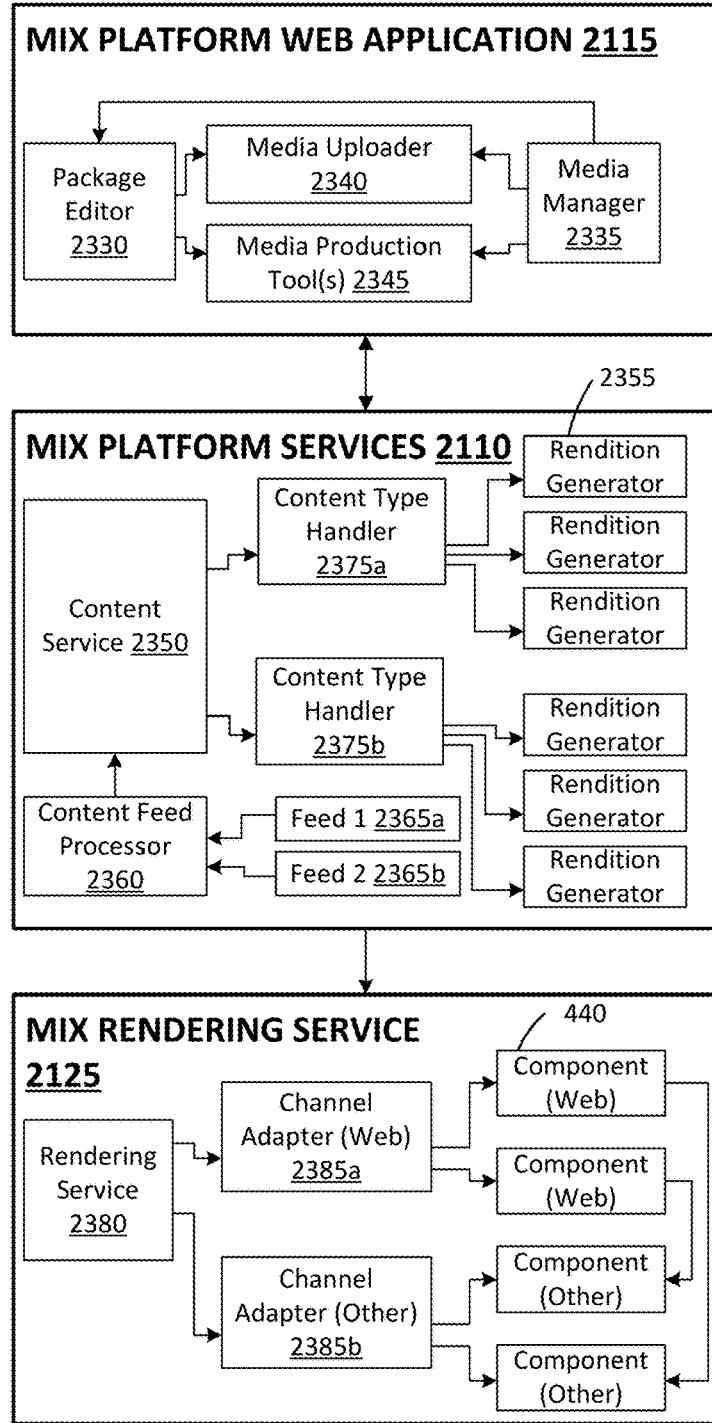 MIX PLATFORM WEB APPLICATION 2115
Package
Editor
2330
Media Uploader
2340
Media Production
Tool(s) 2345
Media
Manager
2335
2355
MIX PLATFORM SERVICES 2110
Content
Service 2350
Content Type
Handler
2375a
Content Type
Handler
2375b
Rendition
Generator
Rendition
Generator
Rendition
Generator
Rendition
Generator
Rendition
Generator
Rendition
Generator
Content Feed
Processor
2360
Feed 1 2365a
Feed 2 2365b
MIX RENDERING SERVICE
2125
440
Rendering
Service
2380
Channel
Adapter (Web)
2385a
Channel
Adapter (Other)
2385b
Component
(Web)
Component
(Web)
Component
(Other)
Component
(Other)